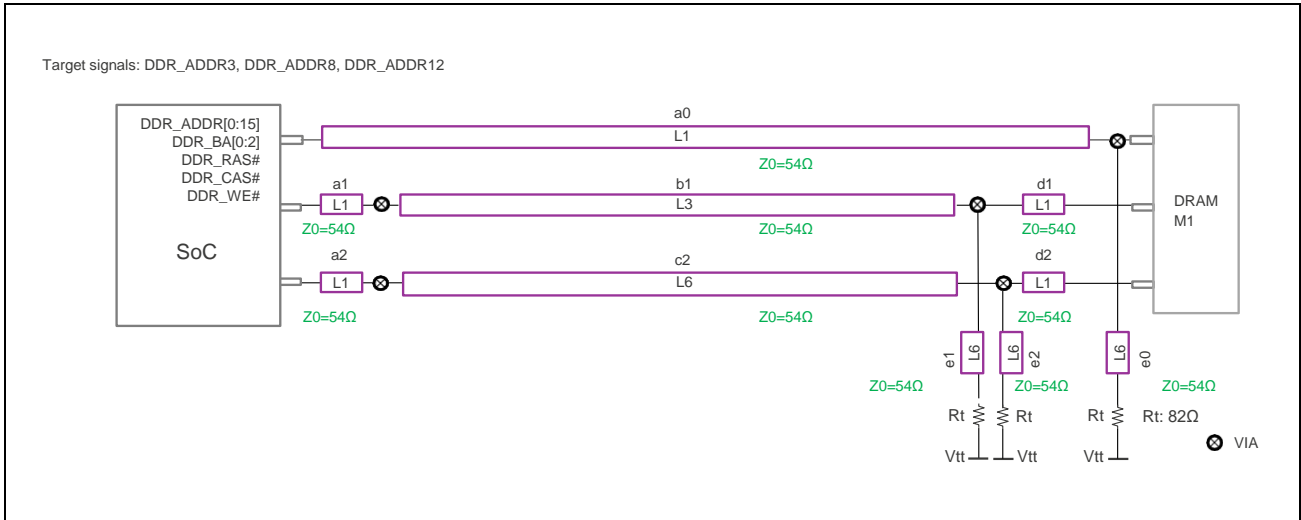 Target signals: DDR_ADDR3, DDR_ADDR8, DDR_ADDR12
a0
DDR_ADDR[0:15]
L1
DDR_BA[0:2]
DDR_RAS#
Z0=54Ω
DDR_CAS#
a1
b1
d1
DDR_WE#
L1
L3
L1
DRAM
M1
Z0=54Ω
Z0=54Ω
Z0=54Ω
SoC
a2
c2
d2
L1
L6
L1
Z0=54Ω
Z0=54Ω
Z0=54Ω
e1
L6
L6
e2
L6
e0
Z0=54Ω
Z0=54Ω
Z0=54Ω
Rt
Rt
Rt
Rt: 82Ω
VIA
Vtt
Vtt
Vtt